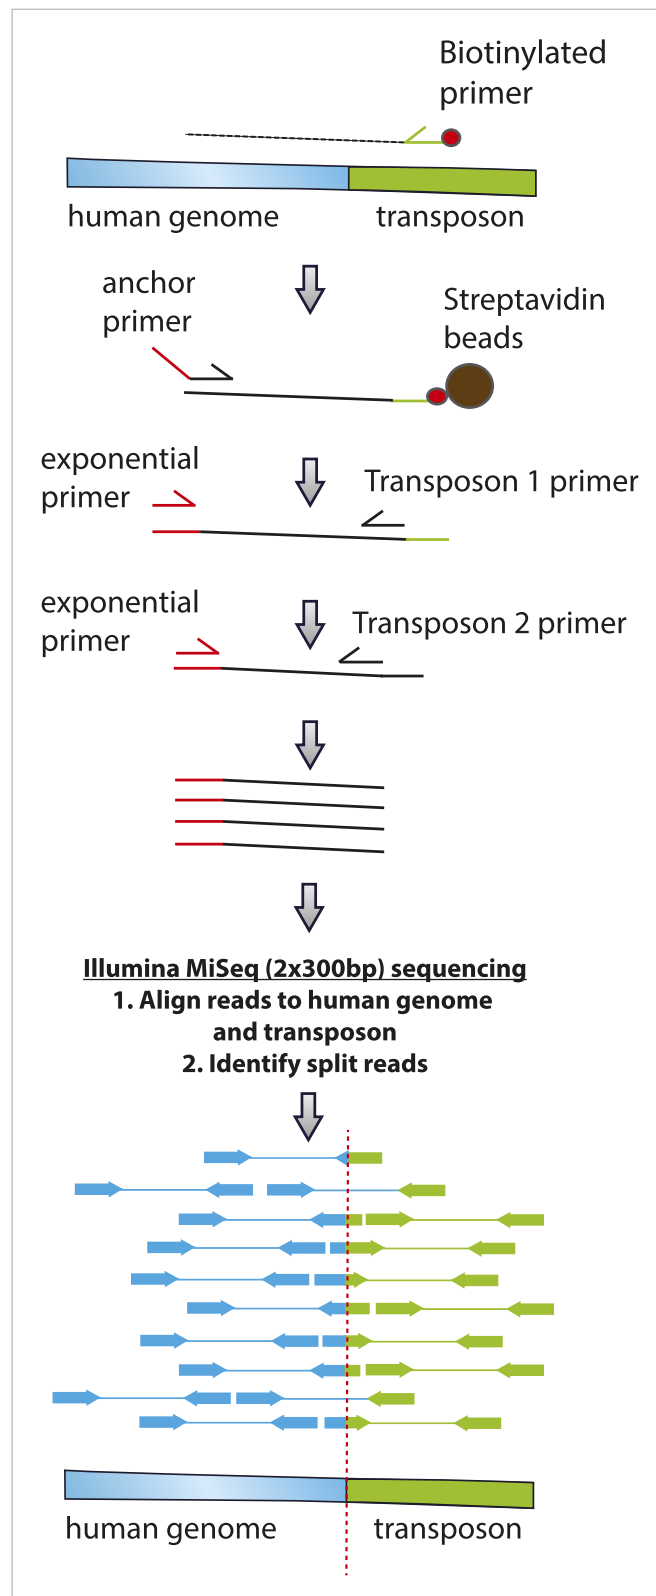 Biotinylated
primer
human genome
transposon
anchor
primer
Streptavidin
beads
exponential
primer
Transposon 1 primer
exponential
primer
Transposon 2 primer
Illumina MiSeq (2x300bp) sequencing
1. Align reads to human genome
and transposon
2. Identify split reads
human genome
transposon